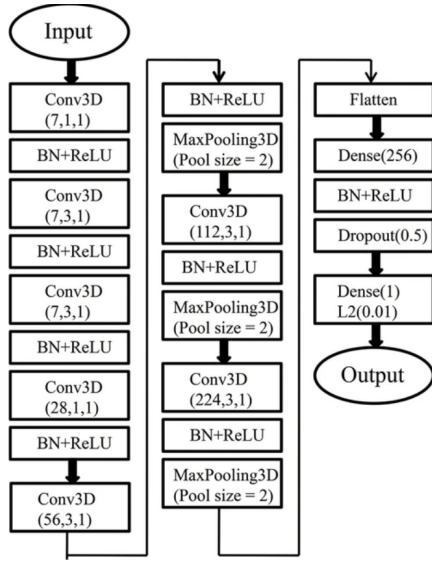 Input
Conv3D
(7,1,1)
BN+ReLU
Conv3D
(7,3,1)
BN+ReLU
Conv3D
(7,3,1)
BN+ReLU
Conv3D
(28,1,1)
BN+ReLU
Conv3D
(56,3,1)
BN+ReLU
MaxPooling3D
(Pool size = 2)
Conv3D
(112,3,1)
BN+ReLU
MaxPooling3D
(Pool size = 2)
Conv3D
(224,3,1)
BN+ReLU
MaxPooling3D
(Pool size = 2)
Flatten
Dense(256)
BN+ReLU
Dropout(0.5)
Dense(1)
L2(0.01)
Output